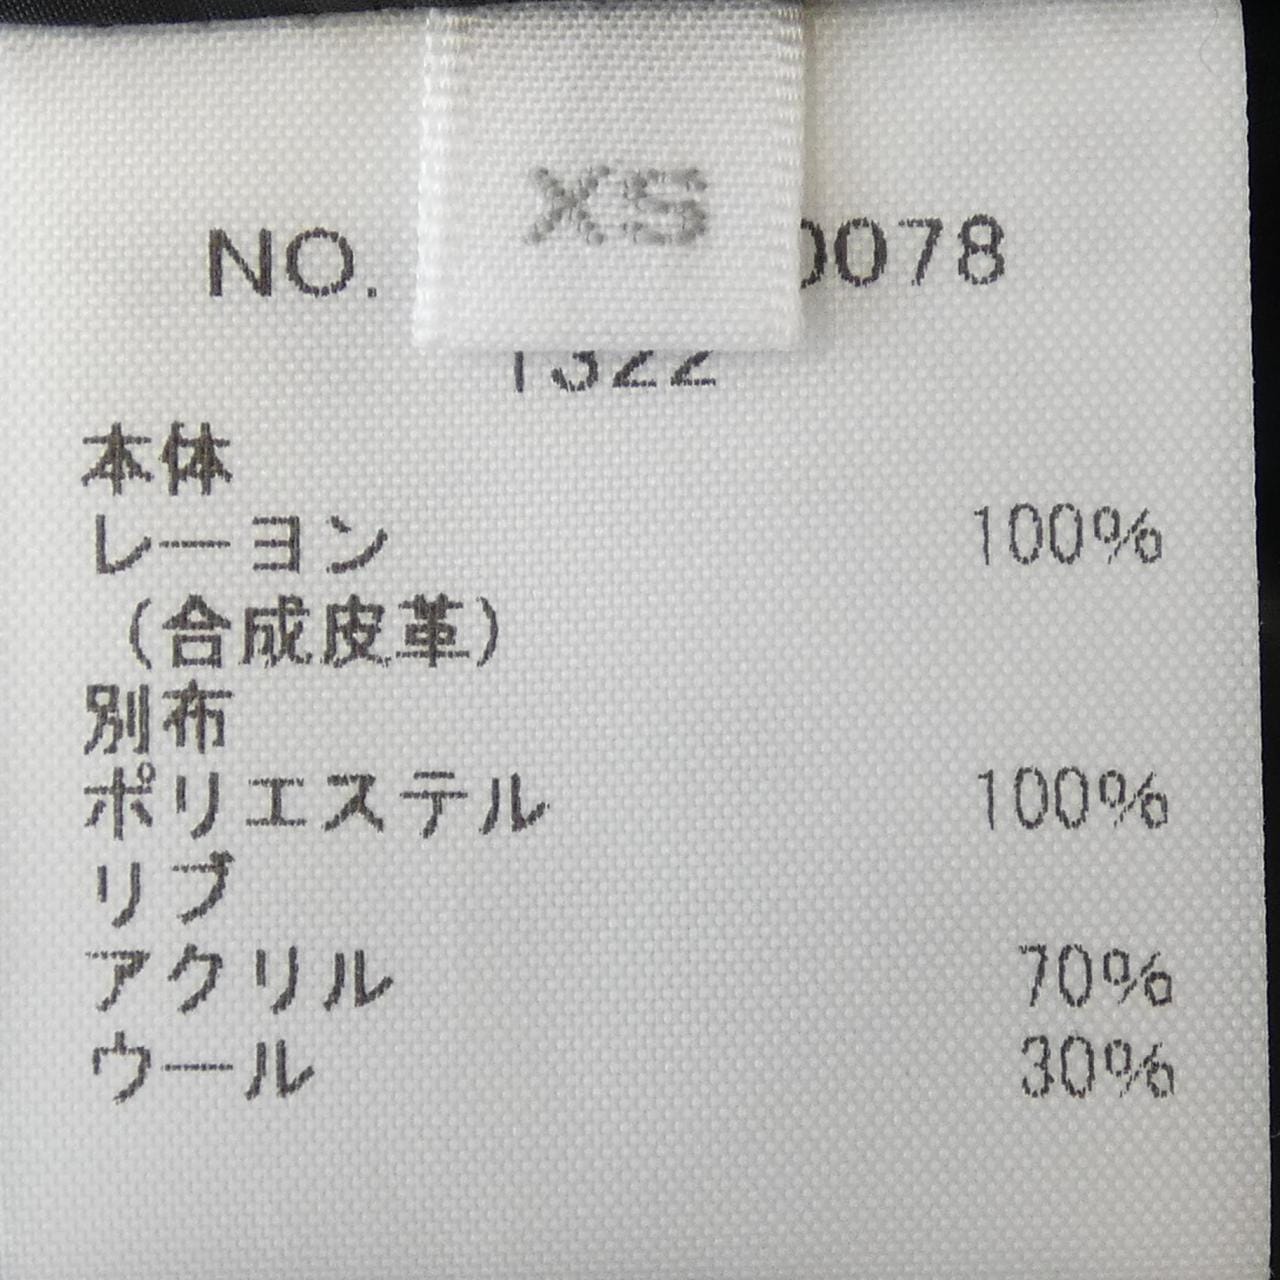 XS
NO. 0078
1322
本体
レーヨン 100%
(合成皮革)
別布
ポリエステル 100%
リブ
アクリル 70%
ウール 30%